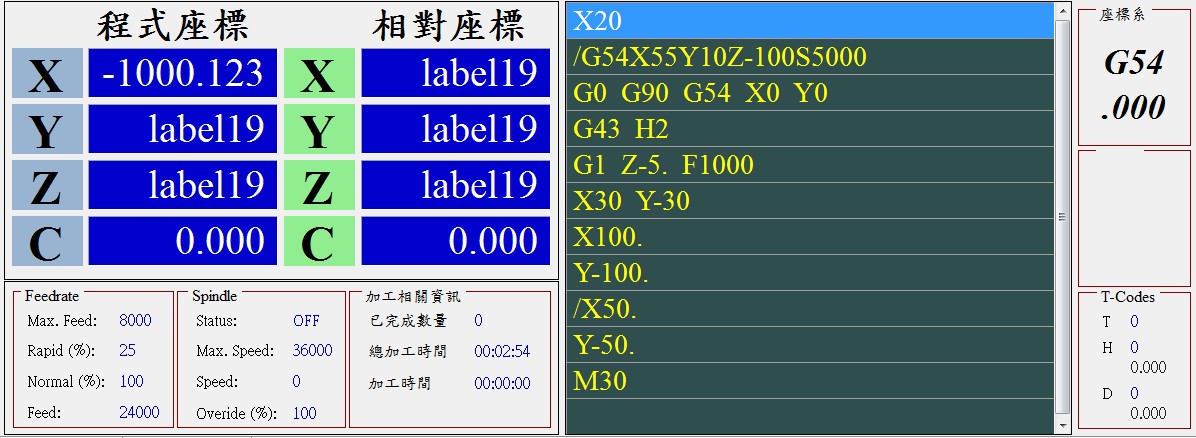 程式座標 相對座標
X -1000.123 X label19
Y label19 Y label19
Z label19 Z label19
C 0.000 C 0.000
Feedrate
Max. Feed: 8000
Rapid (%): 25
Normal (%): 100
Feed: 24000
Spindle
Status: OFF
Max. Speed: 36000
Speed: 0
Overide (%): 100
加工相關資訊
已完成數量 0
總加工時間 00:02:54
加工時間 00:00:00
X20
/G54X55Y10Z-100S5000
G0 G90 G54 X0 Y0
G43 H2
G1 Z-5. F1000
X30 Y-30
X100.
Y-100.
/X50.
Y-50.
M30
座標系
G54
.000
T-Codes
T 0
H 0
0.000
D 0
0.000